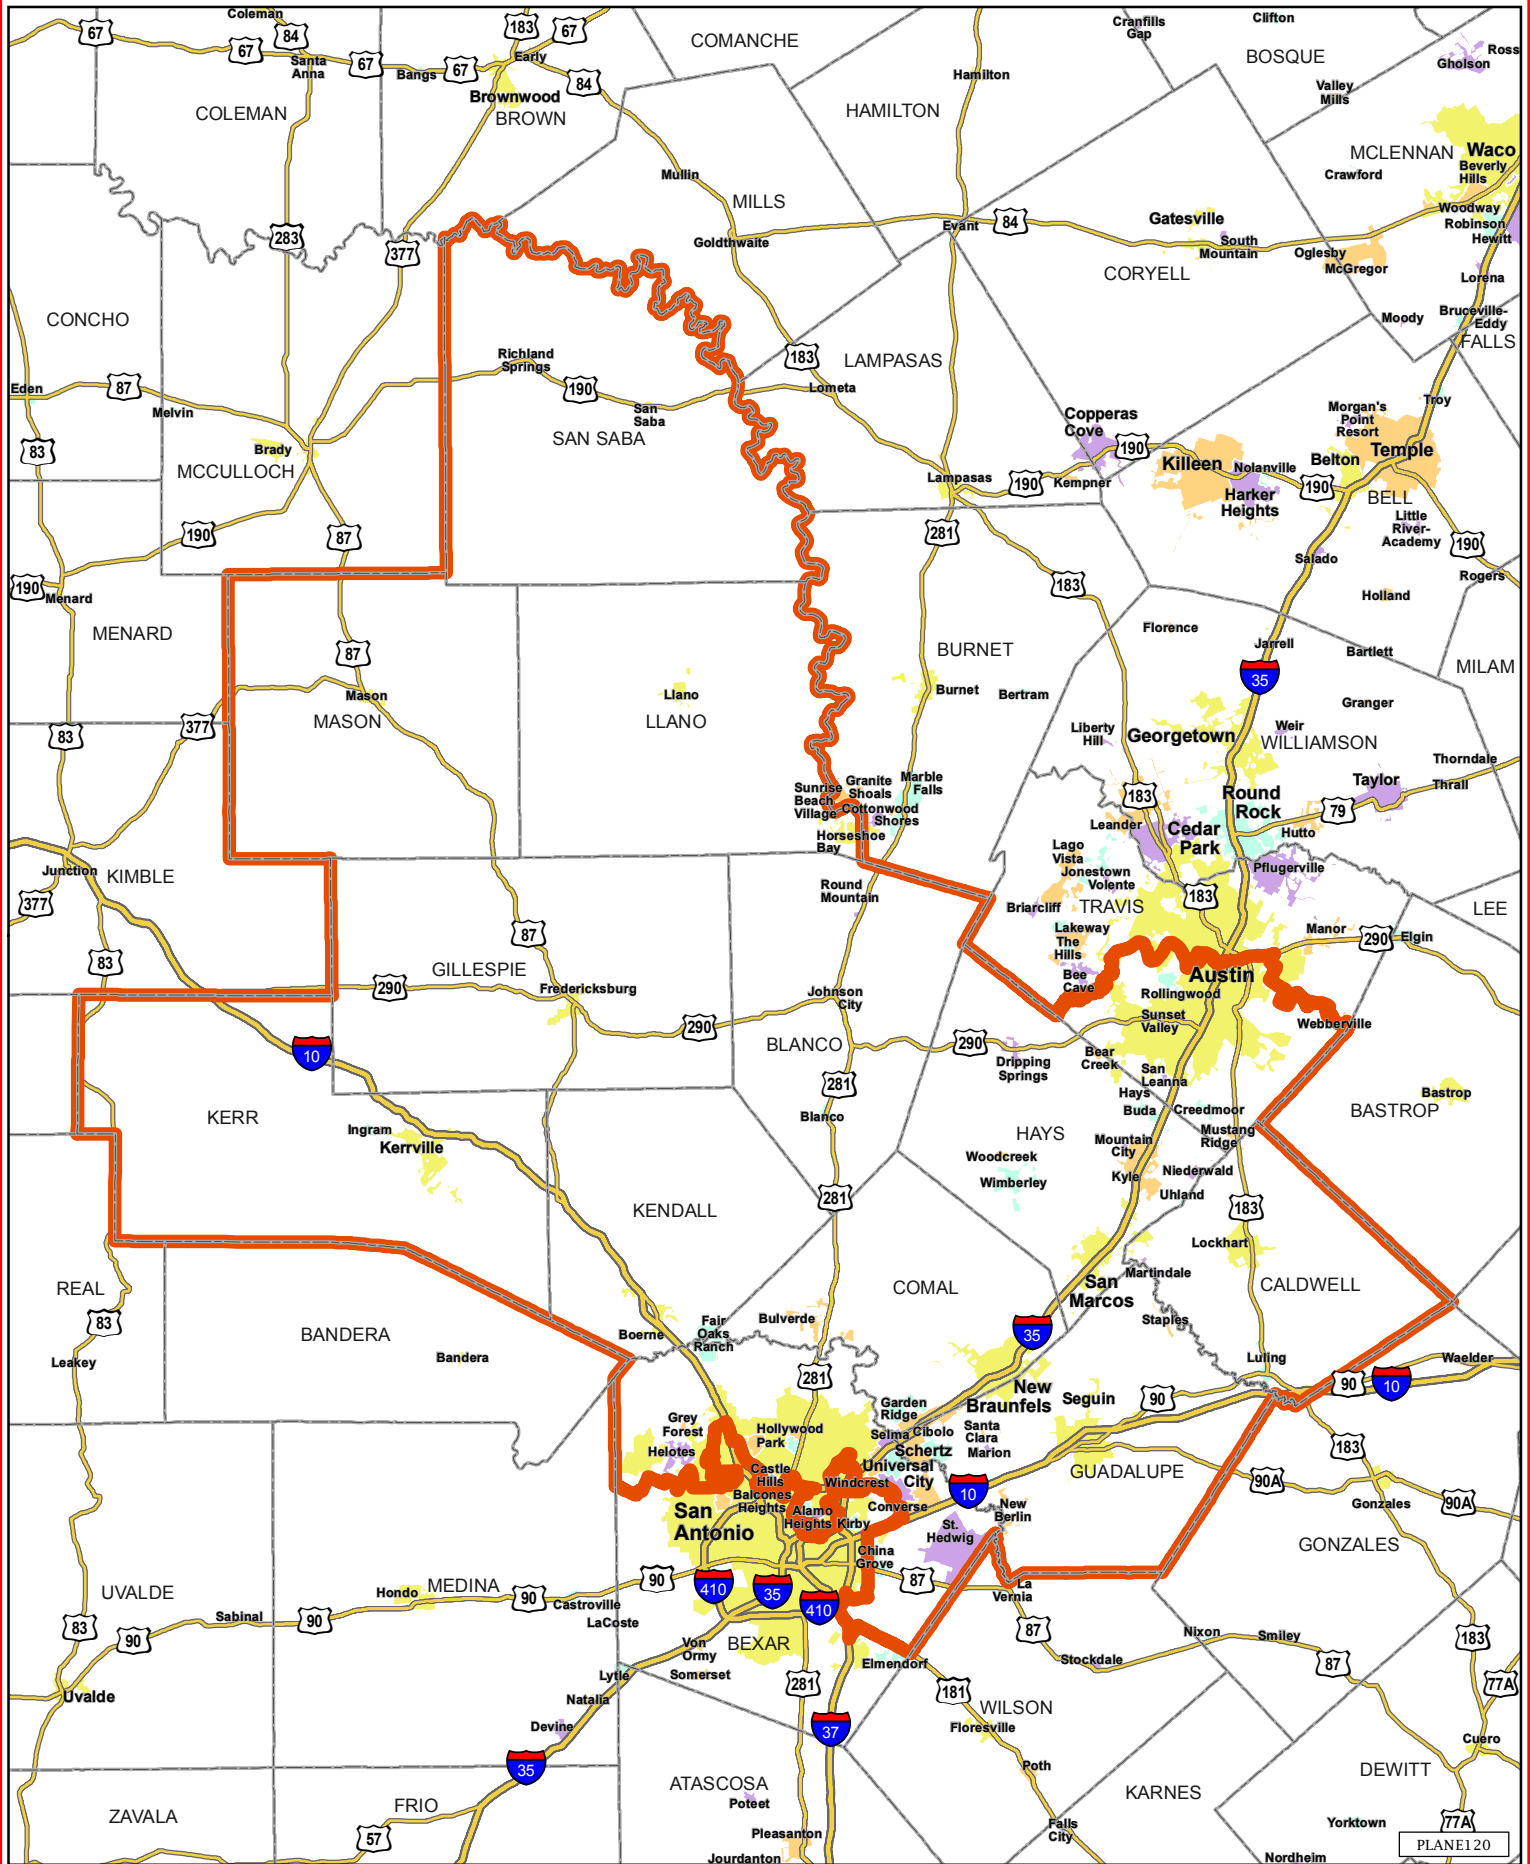 Coleman
67
84
67
Santa
Anna
67
Bangs
67
183
67
Early
84
Brownwood
BROWN
COLEMAN
COMANCHE
Hamilton
HAMILTON
Cranfills
Gap
Clifton
BOSQUE
Valley
Mills
Ross
Gholson
MCLENNAN
Waco
Beverly
Hills
Crawford
Woodway
Robinson
Hewitt
Mullin
MILLS
Goldthwaite
Evant
84
Gatesville
South
Mountain
Oglesby
McGregor
Lorena
CORYELL
283
377
CONCHO
Moody
Bruceville-
Eddy
FALLS
Richland
Springs
183
LAMPASAS
Eden
87
Melvin
190
San
Saba
Lometa
SAN SABA
Copperas
Cove
Morgan's
Point
Resort
Troy
Temple
83
Brady
MCCULLOCH
Lampasas
190
Kempner
190
Killeen
Nolanville
Harker
Heights
Belton
190
BELL
Little
River-
Academy
190
190
87
281
Salado
Rogers
190
Menard
183
Holland
MENARD
Florence
Jarrell
Bartlett
MILAM
87
BURNET
35
Mason
MASON
Llano
LLANO
Burnet
Bertram
Granger
377
83
Liberty
Hill
Georgetown
Weir
WILLIAMSON
Thorndale
Thrall
Taylor
Sunrise
Beach
Village
Granite
Shoals
Marble
Falls
Cottonwood
Shores
Horseshoe
Bay
183
Round
Rock
79
Leander
Cedar
Park
Hutto
Lago
Vista
Jonestown
Volente
Pflugerville
Junction
KIMBLE
377
Round
Mountain
Briarcliff
TRAVIS
183
LEE
83
87
Lakeway
The
Hills
Manor
290
Elgin
GILLESPIE
290
Fredericksburg
Johnson
City
Bee
Cave
Austin
Rollingwood
290
290
Sunset
Valley
Webberville
10
BLANCO
Dripping
Springs
Bear
Creek
San
Leanna
281
Hays
Bastrop
BASTROP
KERR
Ingram
Kerrville
Blanco
Buda
Creedmoor
HAYS
Mountain
City
Mustang
Ridge
Woodcreek
Wimberley
Kyle
Niederwald
Uhland
281
KENDALL
183
Lockhart
REAL
COMAL
San
Marcos
Martindale
CALDWELL
83
BANDERA
Boerne
Fair
Oaks
Ranch
Bulverde
35
Staples
Leakey
Bandera
281
Luling
90
10
Waelder
New
Braunfels
Seguin
90
Garden
Ridge
Grey
Forest
Helotes
Hollywood
Park
Selma
Cibolo
Santa
Clara
Marion
Schertz
183
Castle
Hills
Balcones
Heights
Windcrest
Universal
City
GUADALUPE
90A
San
Antonio
Alamo
Heights
Kirby
Converse
10
New
Berlin
Gonzales
90A
St.
Hedwig
GONZALES
China
Grove
UVALDE
MEDINA
Hondo
90
90
410
35
410
87
La
Vernia
Castroville
LaCoste
Sabinal
90
83
90
BEXAR
Von
Ormy
Somerset
87
Nixon
Smiley
183
Elmendorf
Stockdale
87
Lytle
Natalia
281
181
77A
Uvalde
WILSON
Floresville
Devine
37
Cuero
35
Poth
DEWITT
ATASCOSA
Poteet
KARNES
ZAVALA
FRIO
57
Pleasanton
Falls
City
Yorktown
77A
Jourdanton
Nordheim
PLANE120